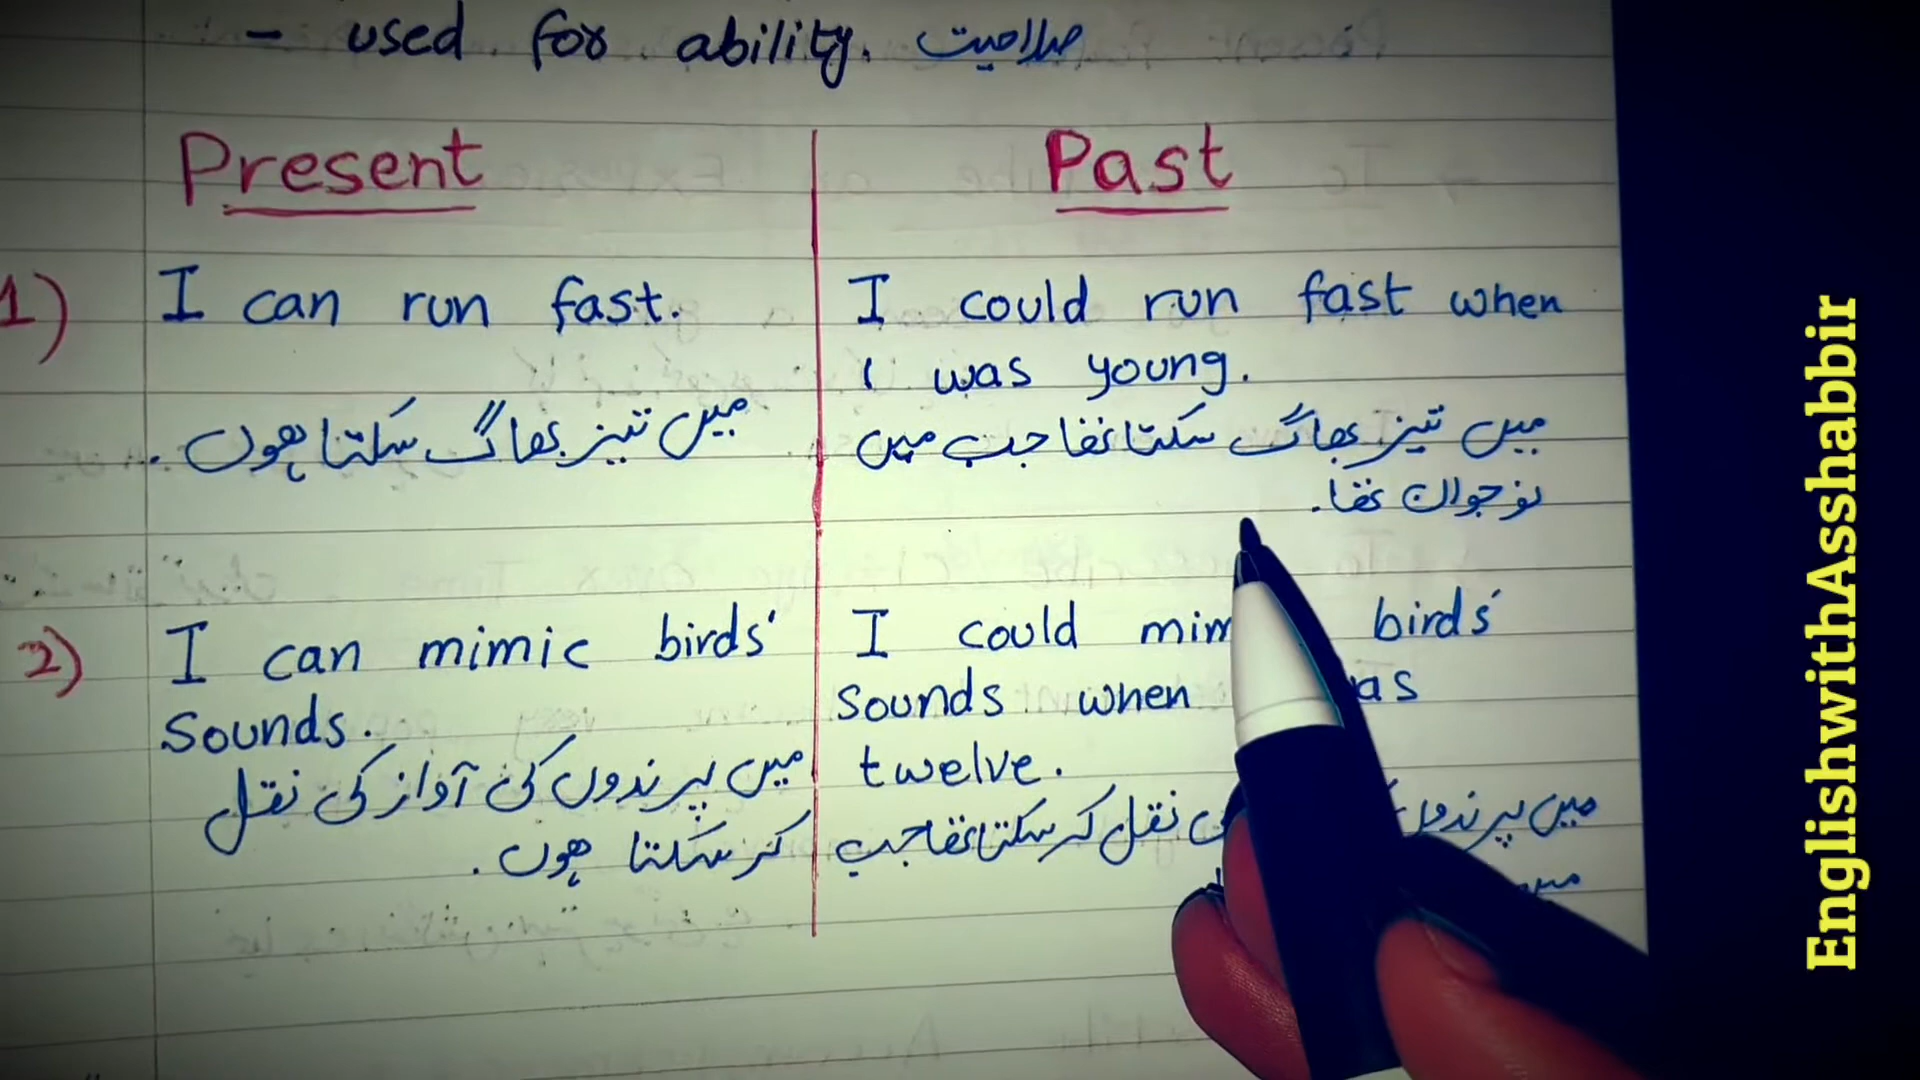 - used for ability. صلاحیت
Present
Past
1) I can run fast.
میں تیز بھاگ سکتا ہوں.
I could run fast when
I was young.
میں تیز بھاگ سکتا تھا جب میں
نوجوان تھا.
2) I can mimic birds'
sounds.
میں پرندوں کی آواز کی نقل
کر سکتا ہوں.
I could birds'
sounds when
twelve.
میں پرندوں نقل کر سکتا تھا جب
EnglishwithAsshabbir